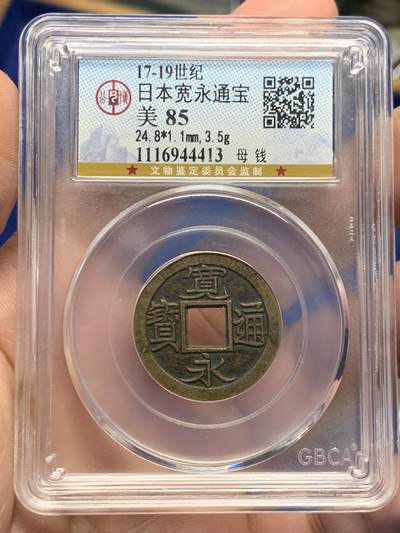 17-19世纪
日本宽永通宝
美 85
24.8*1.1mm, 3.5g
1116944413 母 钱
★ 文物鉴定委员会监制 ★
寛
寳 通
永
GBCA